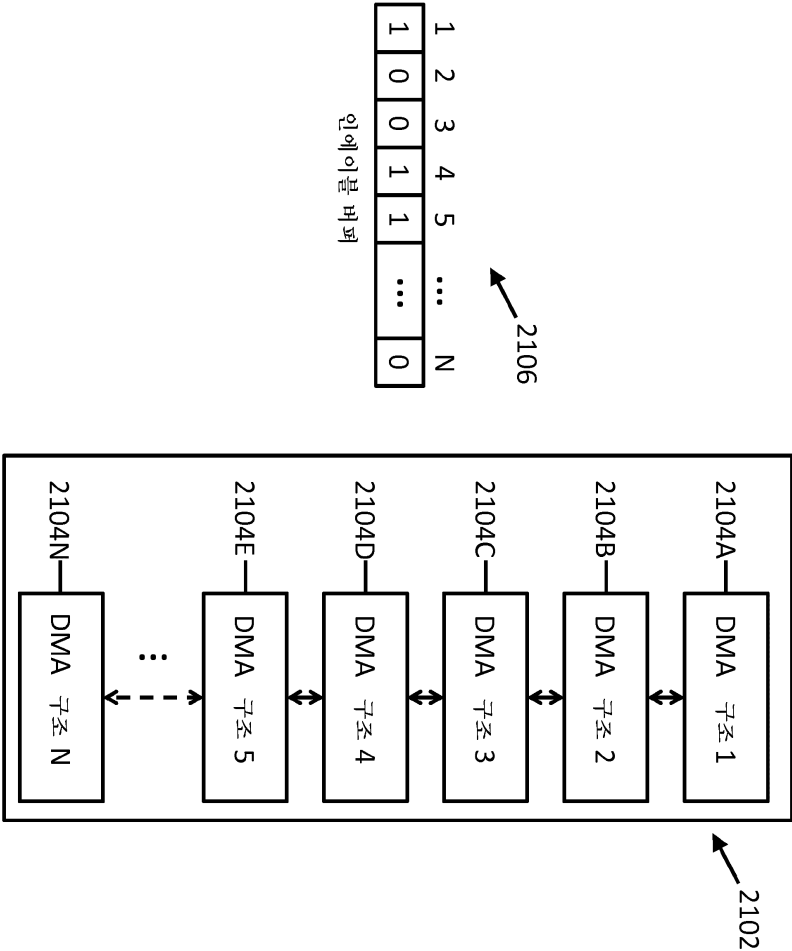 1 2 3 4 5 ... N
1 0 0 1 1 ... 0
인에이블 버퍼
2106
2102
2104A
DMA 구조 1
2104B
DMA 구조 2
2104C
DMA 구조 3
2104D
DMA 구조 4
2104E
DMA 구조 5
...
2104N
DMA 구조 N